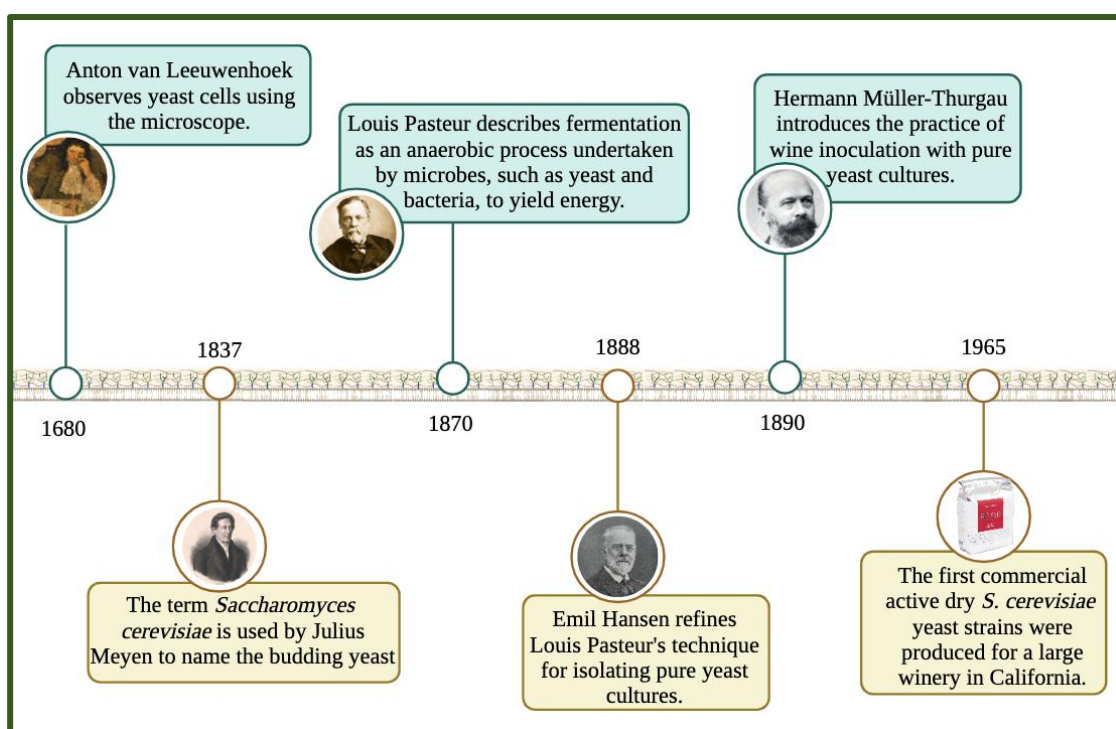 Anton van Leeuwenhoek
observes yeast cells using
the microscope.
Louis Pasteur describes fermentation
as an anaerobic process undertaken
by microbes, such as yeast and
bacteria, to yield energy.
Hermann Müller-Thurgau
introduces the practice of
wine inoculation with pure
yeast cultures.
1837
1888
1965
1680
1870
1890
The term Saccharomyces
cerevisiae is used by Julius
Meyen to name the budding yeast
Emil Hansen refines
Louis Pasteur's technique
for isolating pure yeast
cultures.
The first commercial
active dry S. cerevisiae
yeast strains were
produced for a large
winery in California.